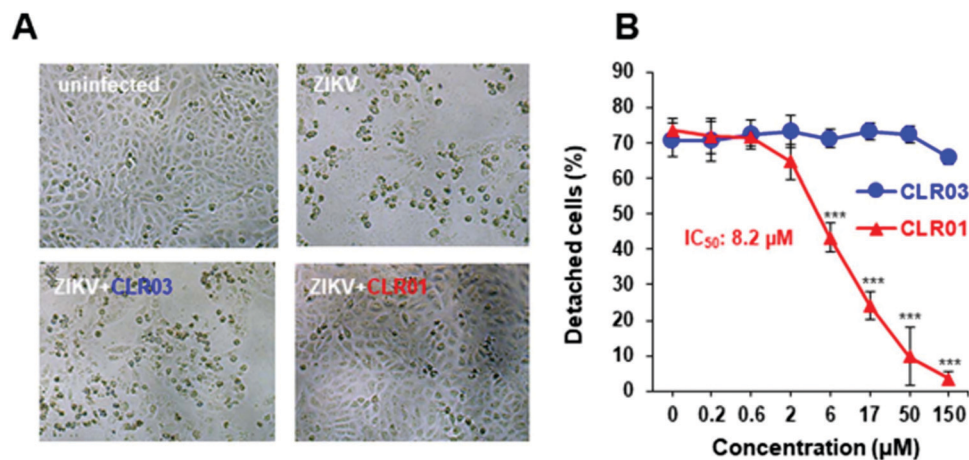 A
uninfected
ZIKV
ZIKV+CLR03
ZIKV+CLR01
B
Detached cells (%)
90
80
70
60
50
40
30
20
10
0
CLR03
CLR01
IC50: 8.2 µM
***
***
***
***
0 0.2 0.6 2 6 17 50 150
Concentration (µM)